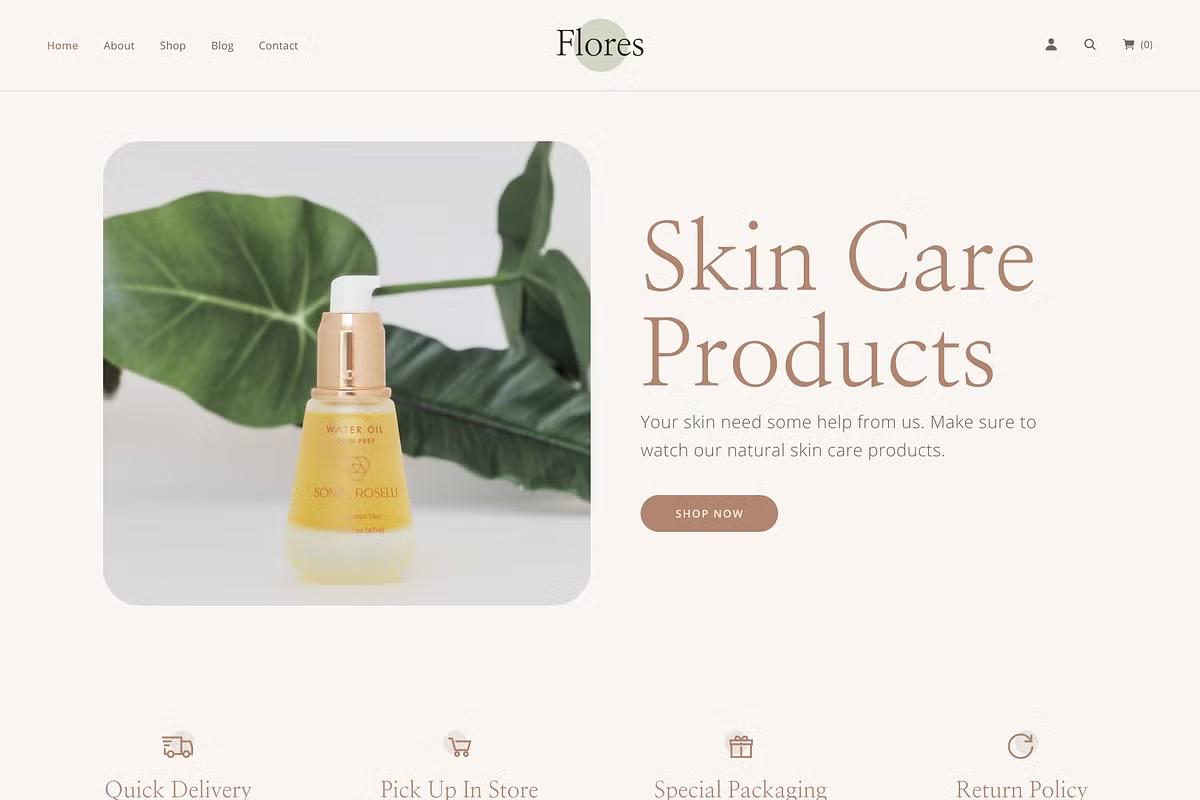 Home About Shop Blog Contact
Flores
(0)
WATER OIL
SKIN PREP
ROSELLI
Skin Care
Products
Your skin need some help from us. Make sure to
watch our natural skin care products.
SHOP NOW
Quick Delivery
Pick Up In Store
Special Packaging
Return Policy